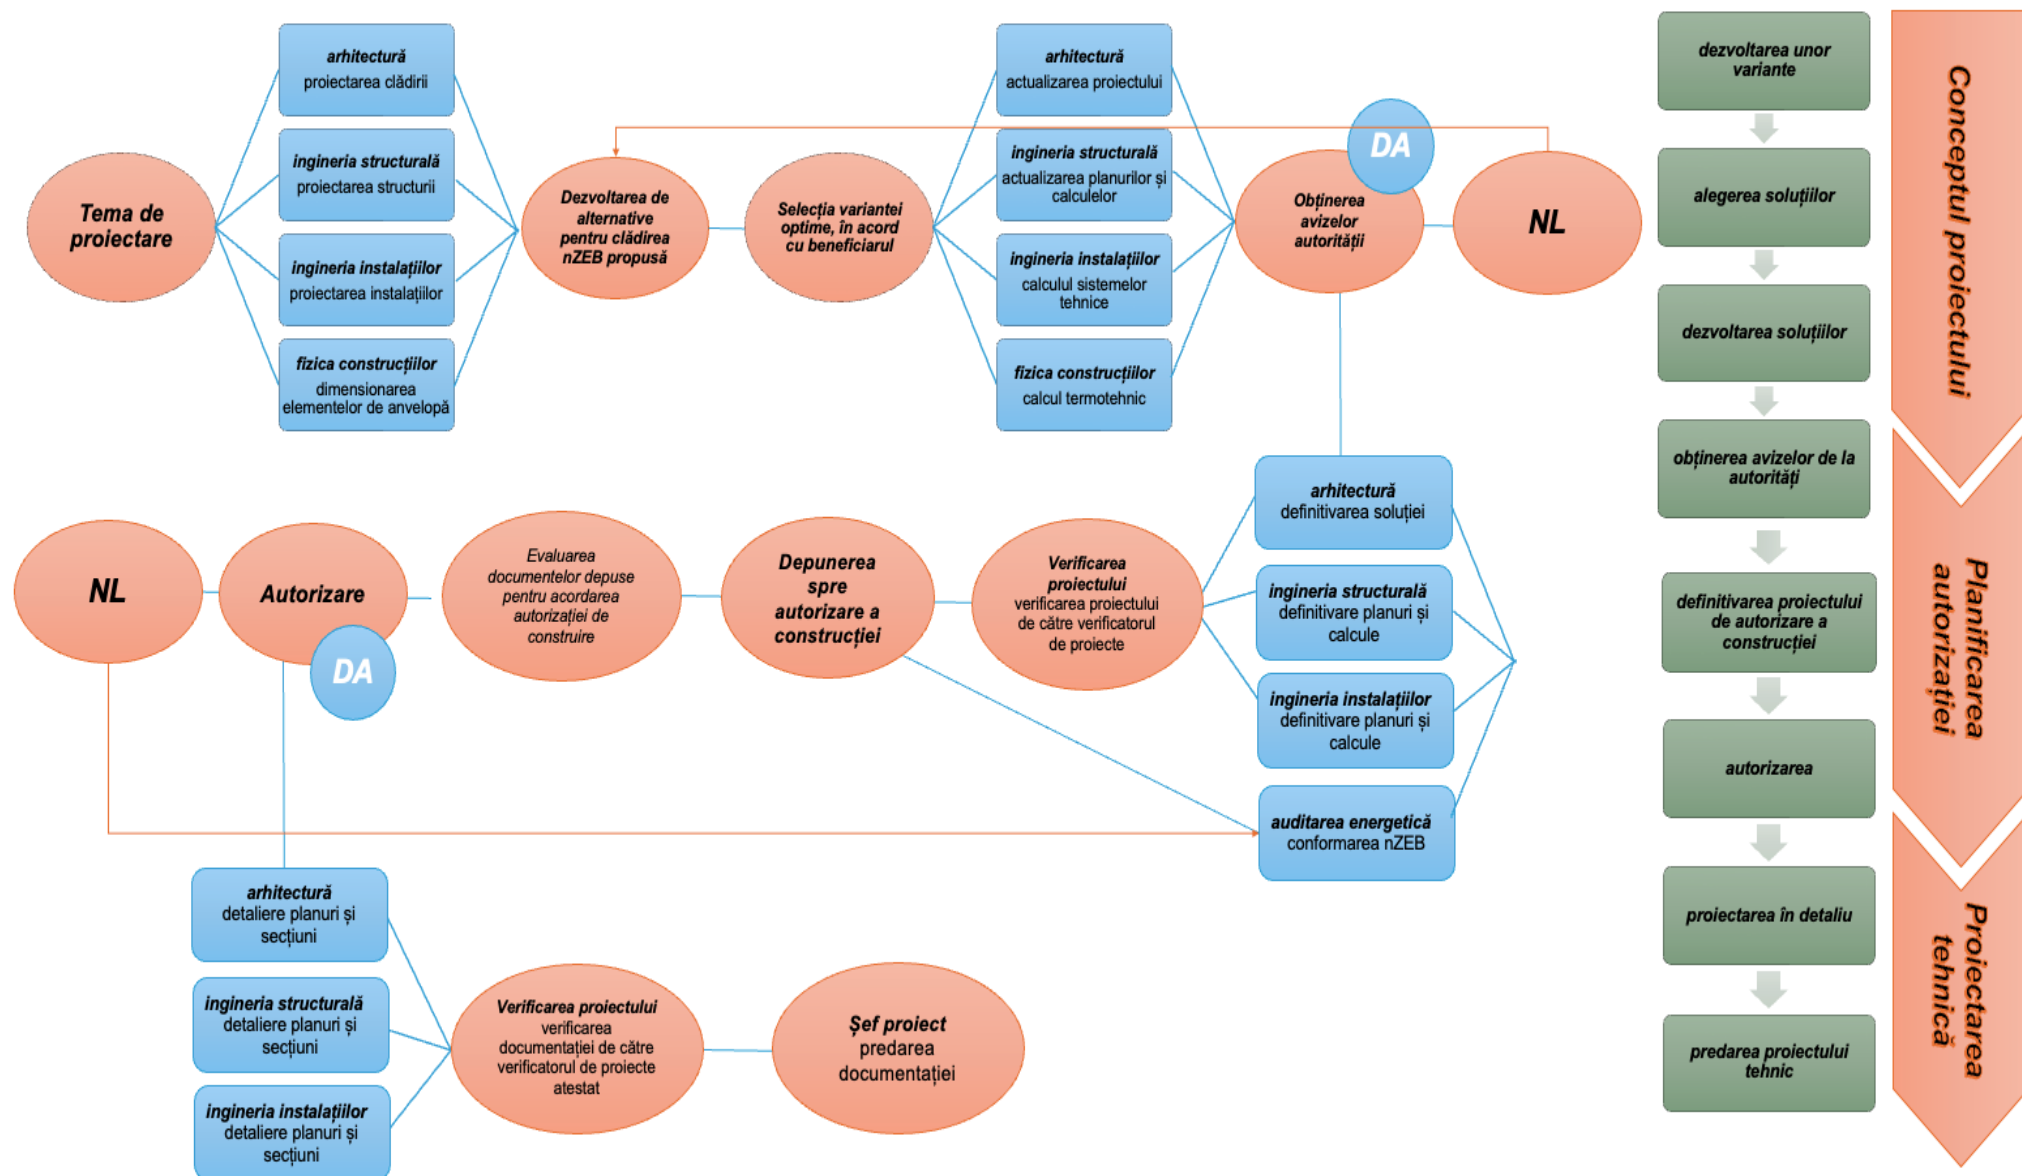 Tema de
proiectare
arhitectură
proiectarea clădirii
ingineria structurală
proiectarea structurii
ingineria instalațiilor
proiectarea instalațiilor
fizica construcțiilor
dimensionarea
elementelor de anvelopă
Dezvoltarea de
alternative
pentru clădirea
nZEB propusă
Selecția variantei
optime, în acord
cu beneficiarul
arhitectură
actualizarea proiectului
ingineria structurală
actualizarea planurilor și
calculelor
ingineria instalațiilor
calculul sistemelor
tehnice
fizica construcțiilor
calcul termotehnic
DA
Obținerea
avizelor
autorității
NL
NL
Autorizare
DA
Evaluarea
documentelor depuse
pentru acordarea
autorizației de
construire
Depunerea
spre
autorizare a
construcției
Verificarea
proiectului
verificarea proiectului
de către verificatorul
de proiecte
arhitectură
definitivarea soluției
ingineria structurală
definitivare planuri și
calcule
ingineria instalațiilor
definitivare planuri și
calcule
auditarea energetică
conformarea nZEB
arhitectură
detaliere planuri și
secțiuni
ingineria structurală
detaliere planuri și
secțiuni
ingineria instalațiilor
detaliere planuri și
secțiuni
Verificarea proiectului
verificarea
documentației de către
verificatorul de proiecte
atestat
Șef proiect
predarea
documentației
dezvoltarea unor
variante
alegerea soluțiilor
dezvoltarea soluțiilor
obținerea avizelor de la
autorități
definitivarea proiectului
de autorizare a
construcției
autorizarea
proiectarea în detaliu
predarea proiectului
tehnic
Conceptul proiectului
Planificarea
autorizației
Proiectarea
tehnică